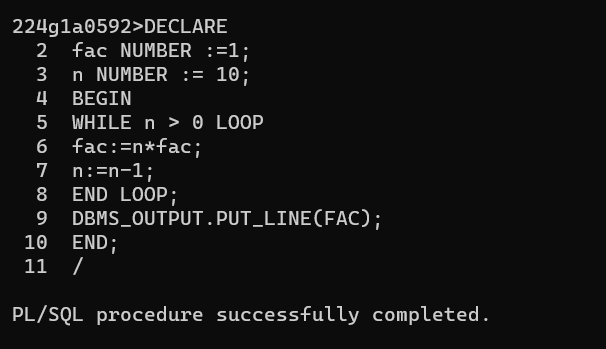 224g1a0592>DECLARE
  2  fac NUMBER :=1;
  3  n NUMBER := 10;
  4  BEGIN
  5  WHILE n > 0 LOOP
  6  fac:=n*fac;
  7  n:=n-1;
  8  END LOOP;
  9  DBMS_OUTPUT.PUT_LINE(FAC);
 10  END;
 11  /

PL/SQL procedure successfully completed.